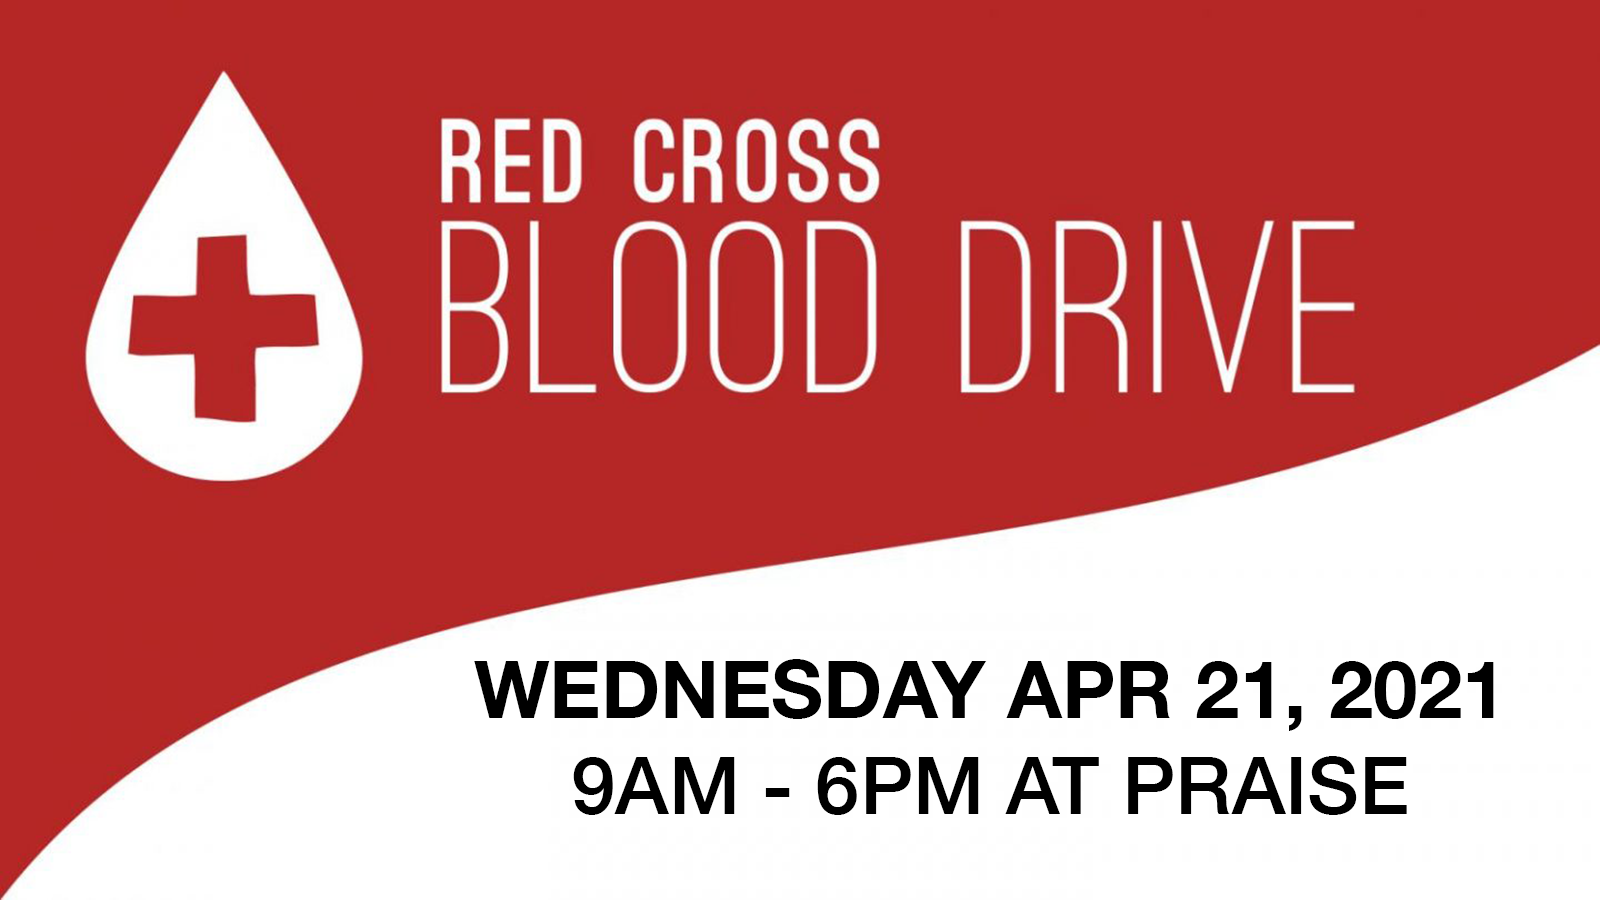 RED CROSS
BLOOD DRIVE
WEDNESDAY APR 21, 2021
9AM - 6PM AT PRAISE